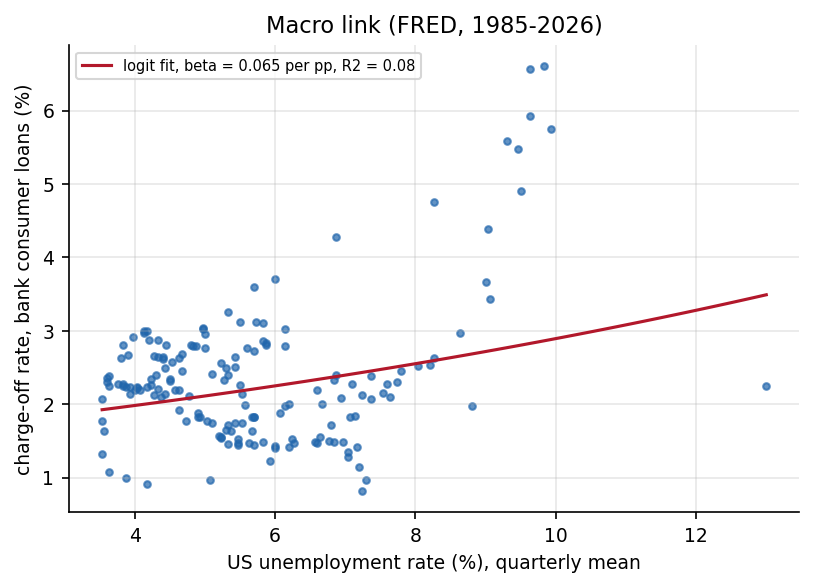 Macro link (FRED, 1985-2026)
logit fit, beta = 0.065 per pp, R2 = 0.08
charge-off rate, bank consumer loans (%)
6
5
4
3
2
1
4 6 8 10 12
US unemployment rate (%), quarterly mean